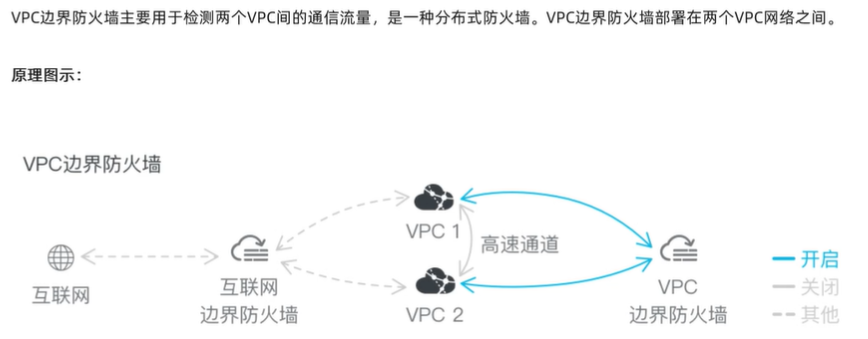 VPC边界防火墙主要用于检测两个VPC间的通信流量，是一种分布式防火墙。VPC边界防火墙部署在两个VPC网络之间。
原理图示：
VPC边界防火墙
VPC 1
高速通道
互联网
互联网
边界防火墙
VPC 2
VPC
边界防火墙
开启
关闭
其他